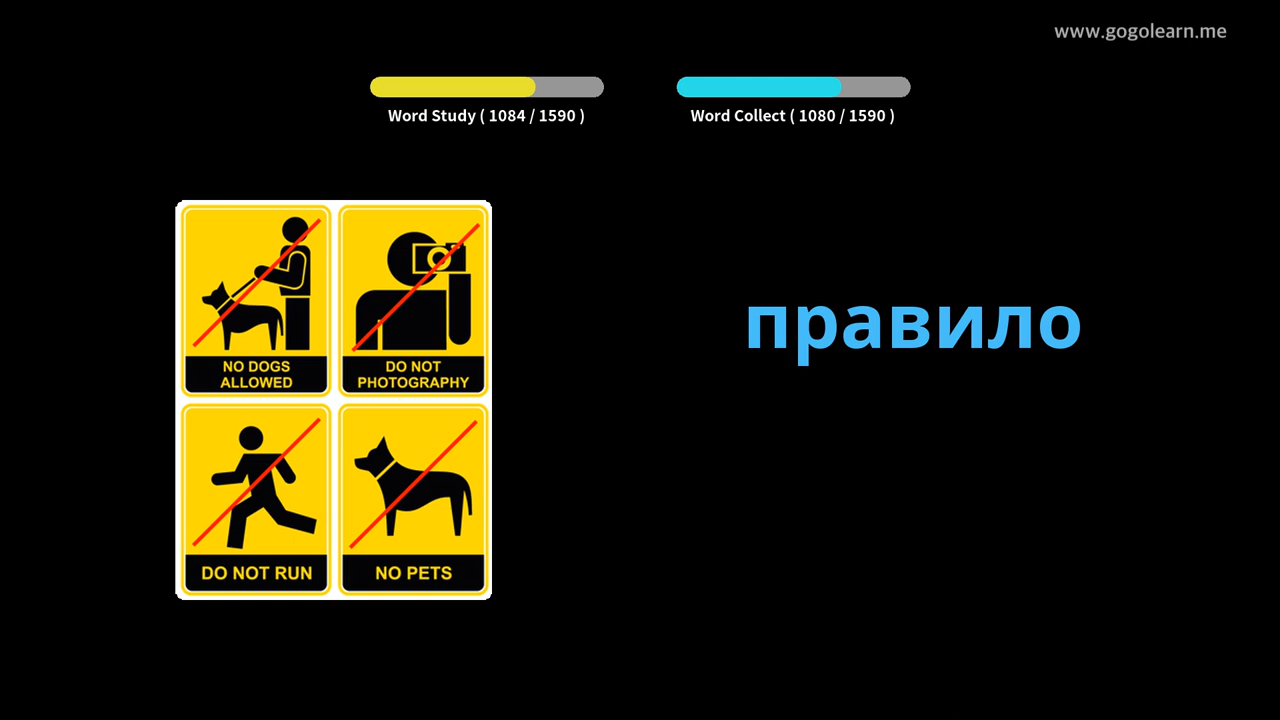 www.gogolearn.me
Word Study ( 1084 / 1590 )
Word Collect ( 1080 / 1590 )
NO DOGS
ALLOWED
DO NOT
PHOTOGRAPHY
правило
DO NOT RUN
NO PETS